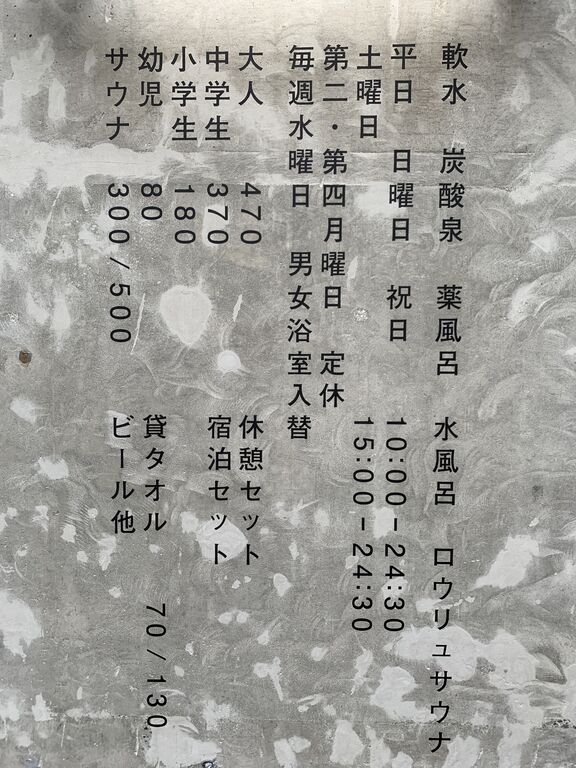 軟水 炭酸泉 薬風呂 水風呂 ロウリュサウナ
平日 日曜日 祝日 10:00-24:30
土曜日 15:00-24:30
第二・第四月曜日 定休
毎週水曜日 男女浴室入替
大人 470 休憩セット
中学生 370 宿泊セット
小学生 180
幼児 80 貸タオル 70/130
サウナ 300/500 ビール他